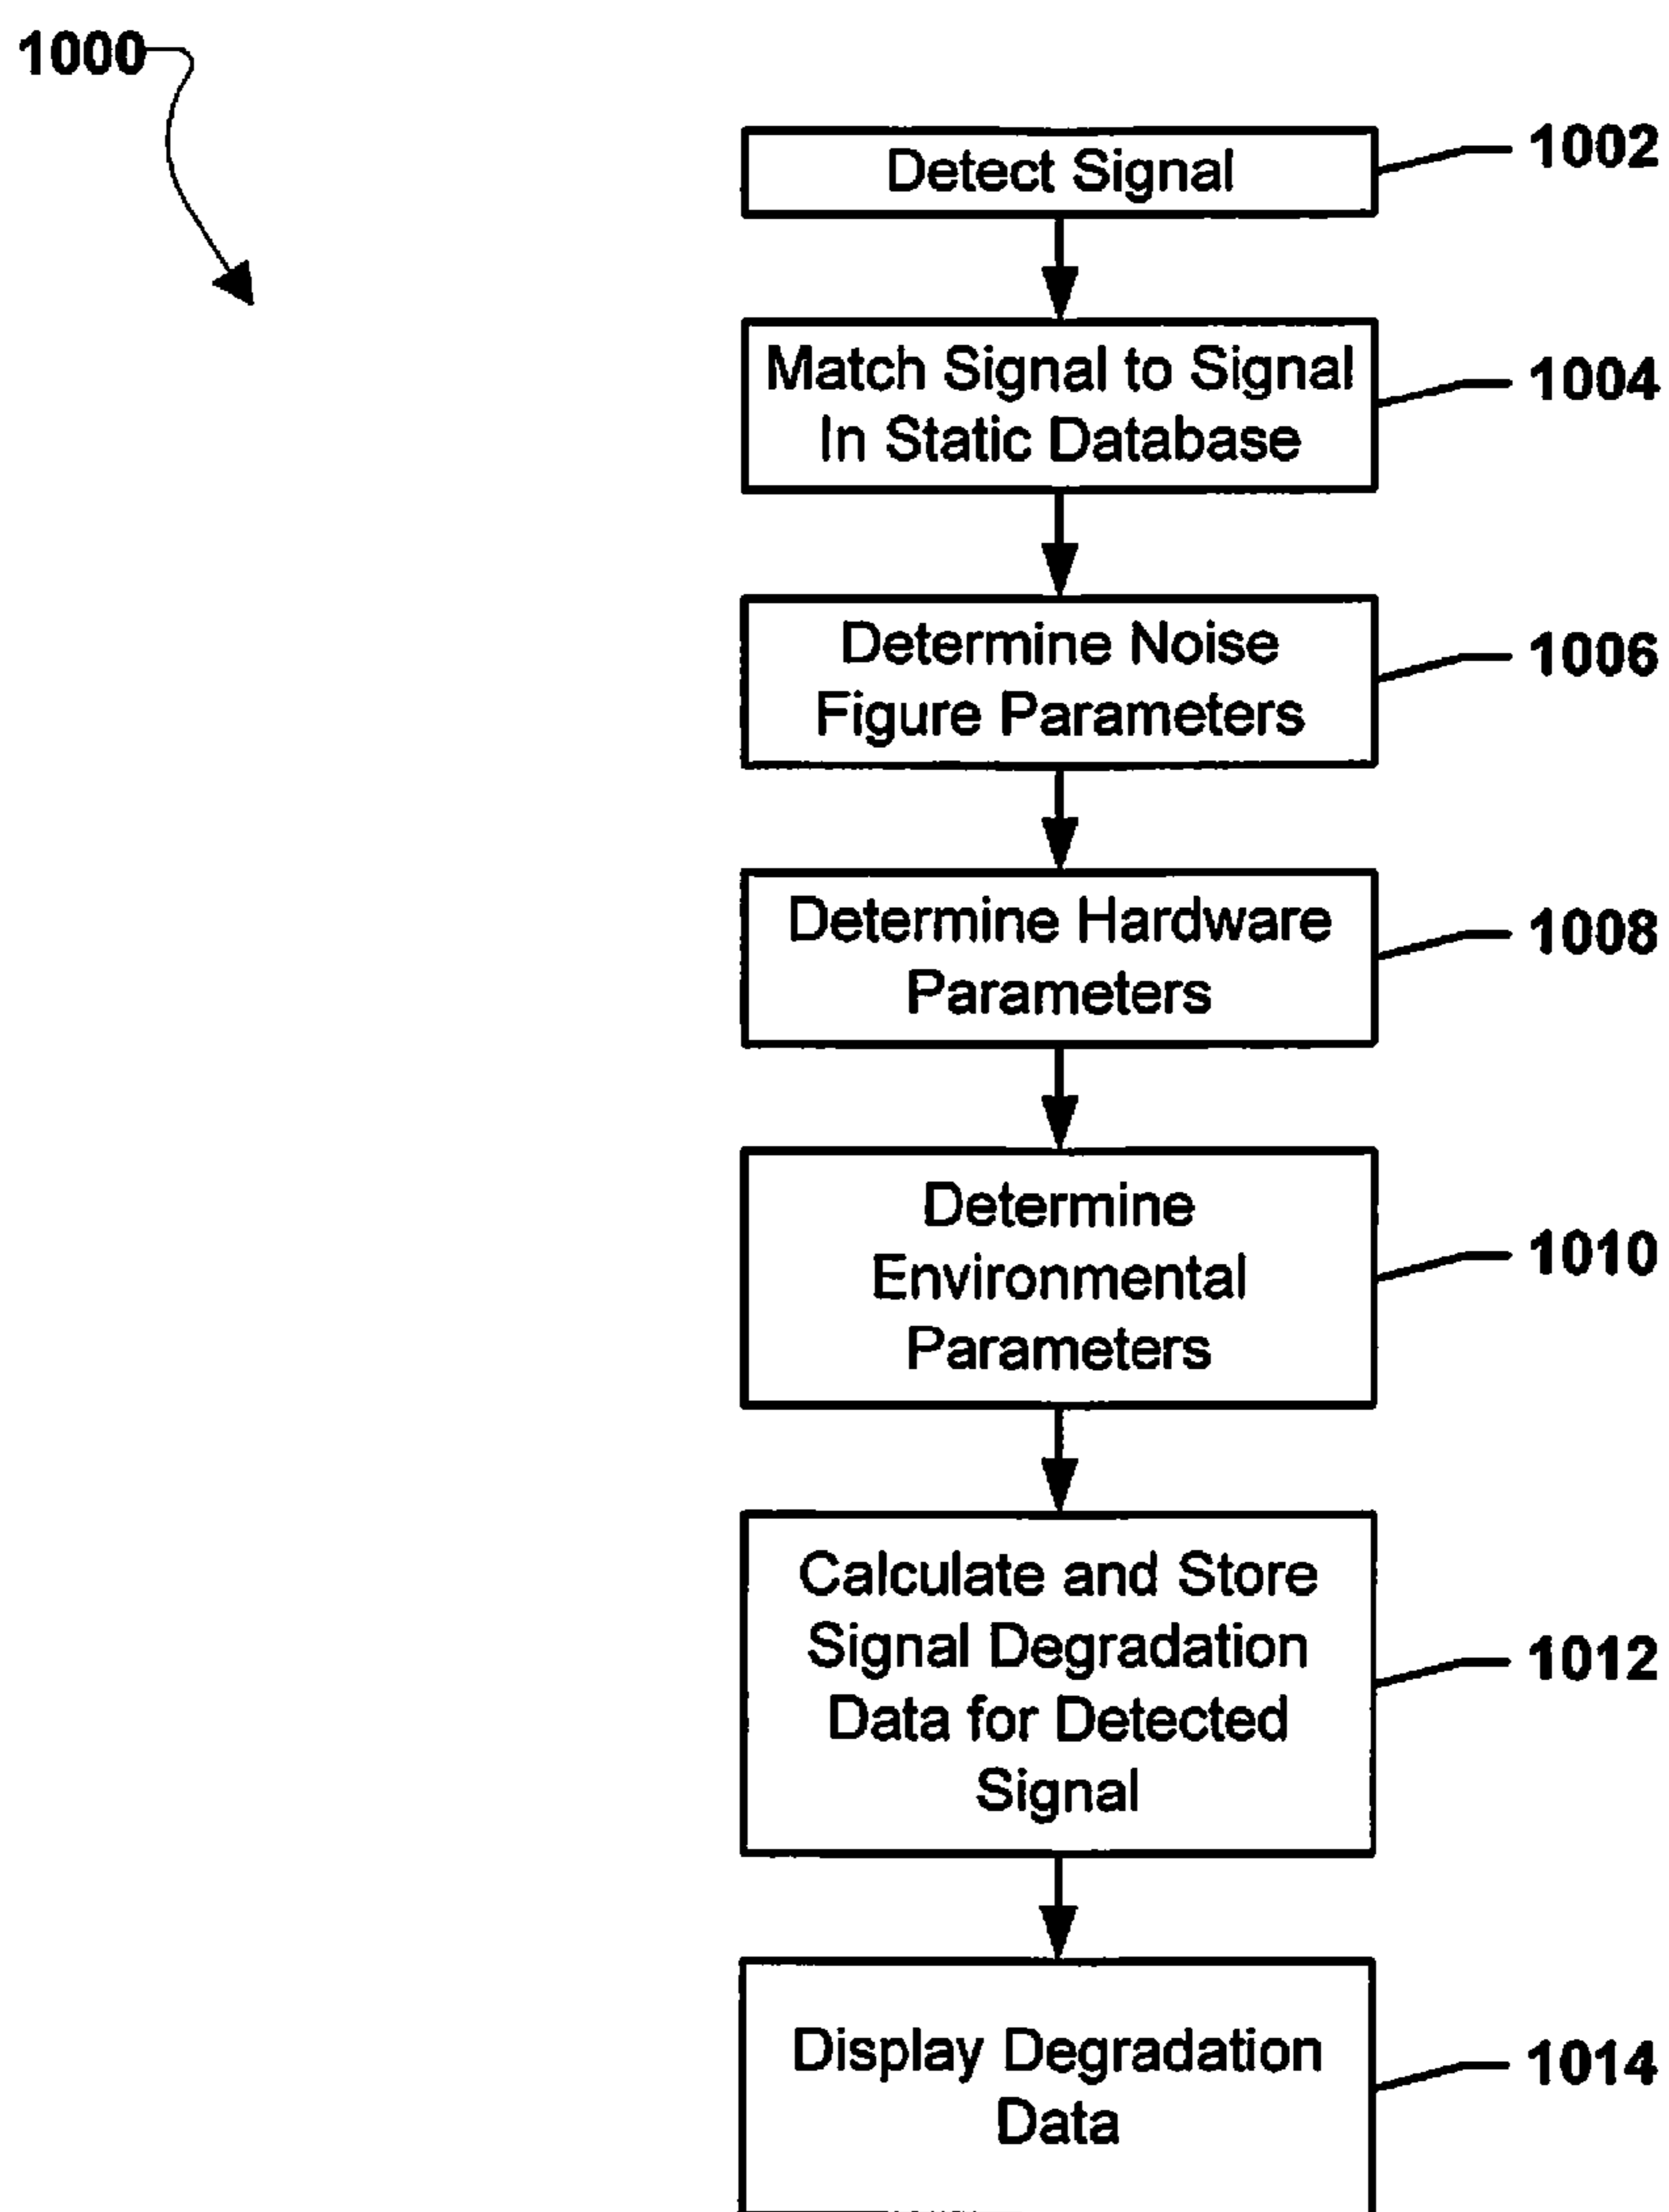 1000
Detect Signal
1002
Match Signal to Signal
In Static Database
1004
Determine Noise
Figure Parameters
1006
Determine Hardware
Parameters
1008
Determine
Environmental
Parameters
1010
Calculate and Store
Signal Degradation
Data for Detected
Signal
1012
Display Degradation
Data
1014